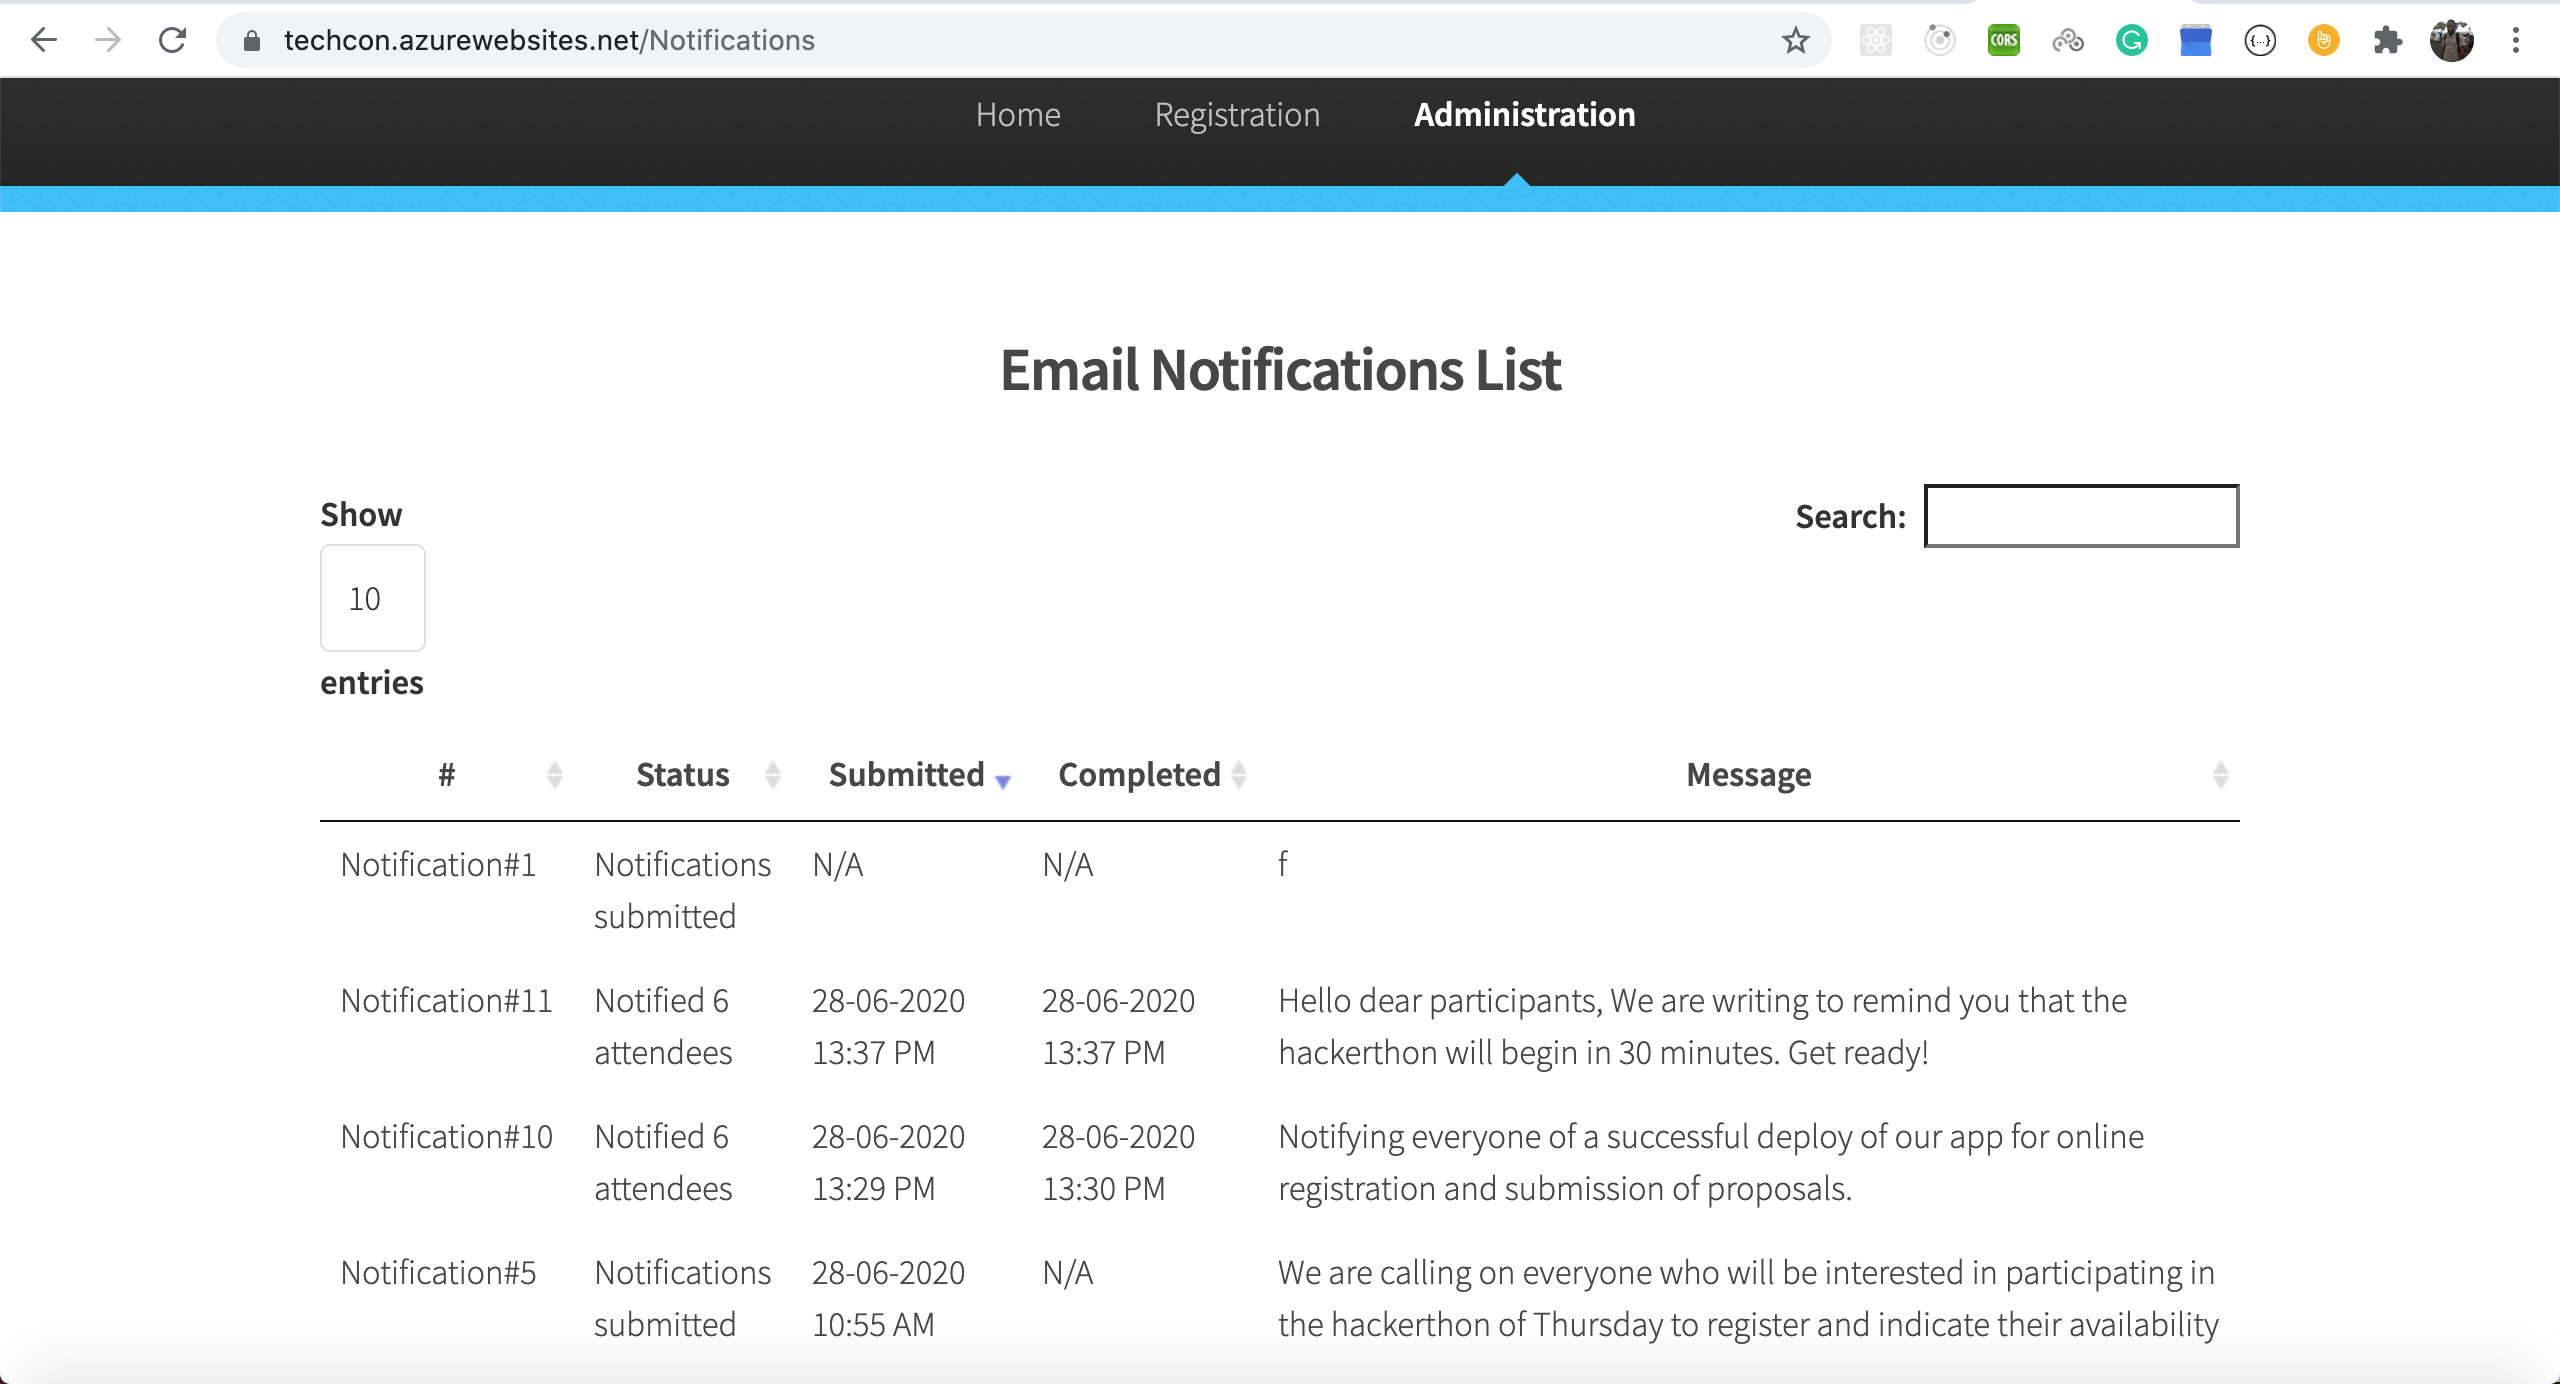 techcon.azurewebsites.net/Notifications
CORS
Home Registration Administration
Email Notifications List
Show
Search:
10
entries
# Status Submitted Completed Message
Notification#1 Notifications N/A N/A f
submitted
Notification#11 Notified 6 28-06-2020 28-06-2020 Hello dear participants, We are writing to remind you that the
attendees 13:37 PM 13:37 PM hackerthon will begin in 30 minutes. Get ready!
Notification#10 Notified 6 28-06-2020 28-06-2020 Notifying everyone of a successful deploy of our app for online
attendees 13:29 PM 13:30 PM registration and submission of proposals.
Notification#5 Notifications 28-06-2020 N/A We are calling on everyone who will be interested in participating in
submitted 10:55 AM the hackerthon of Thursday to register and indicate their availability